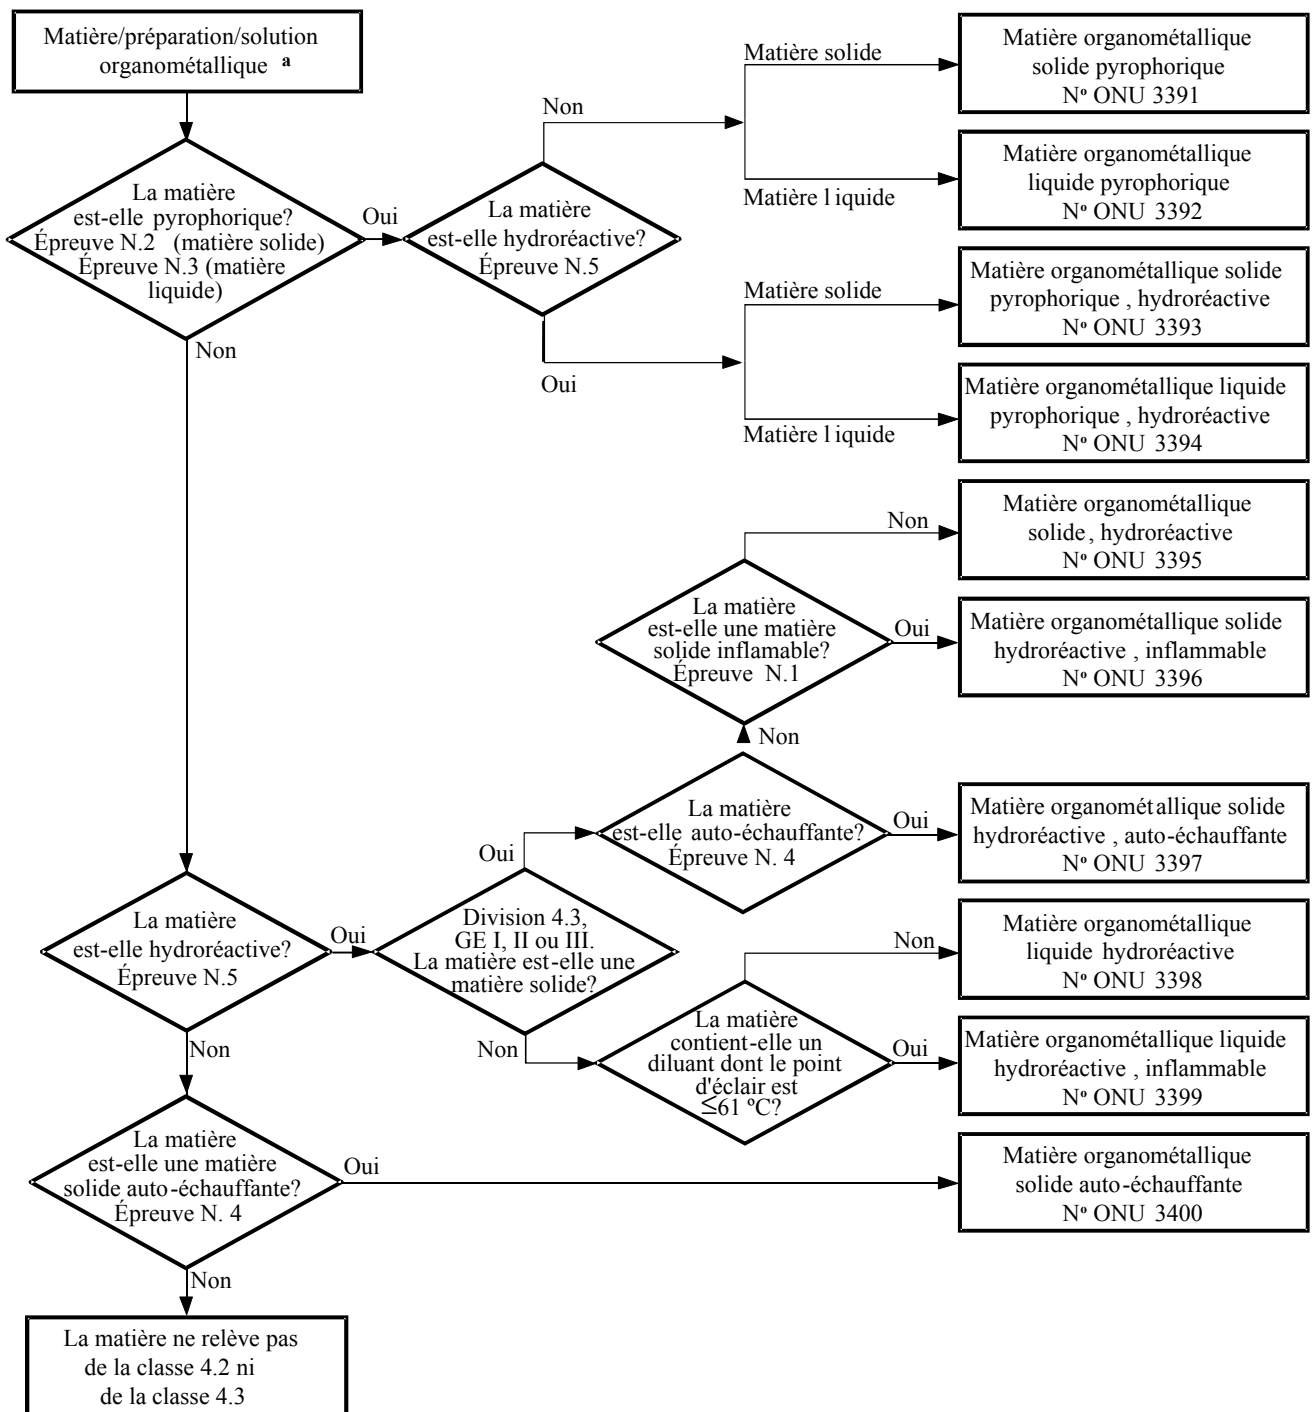 Matière/préparation/solution
organométallique a
La matière
est-elle pyrophorique?
Épreuve N.2 (matière solide)
Épreuve N.3 (matière
liquide)
Oui
Non
La matière
est-elle hydroréactive?
Épreuve N.5
Non
Oui
Matière solide
Matière l iquide
Matière organométallique
solide pyrophorique
Nº ONU 3391
Matière organométallique
liquide pyrophorique
Nº ONU 3392
Matière solide
Matière l iquide
Matière organométallique solide
pyrophorique , hydroréactive
Nº ONU 3393
Matière organométallique liquide
pyrophorique , hydroréactive
Nº ONU 3394
Non
Matière organométallique
solide, hydroréactive
Nº ONU 3395
La matière
est-elle une matière
solide inflamable?
Épreuve N.1
Oui
Matière organométallique solide
hydroréactive , inflammable
Nº ONU 3396
Non
La matière
est-elle auto-échauffante?
Épreuve N. 4
Oui
Matière organomét allique solide
hydroréactive , auto-échauffante
Nº ONU 3397
La matière
est-elle hydroréactive?
Épreuve N.5
Oui
Non
Division 4.3,
GE I, II ou III.
La matière est-elle une
matière solide?
Oui
Non
La matière
contient-elle un
diluant dont le point
d'éclair est
≤61 ºC?
Non
Oui
Matière organométallique
liquide hydroréactive
Nº ONU 3398
Matière organométallique liquide
hydroréactive , inflammable
Nº ONU 3399
La matière
est-elle une matière
solide auto-échauffante?
Épreuve N. 4
Oui
Non
Matière organométallique
solide auto-échauffante
Nº ONU 3400
La matière ne relève pas
de la classe 4.2 ni
de la classe 4.3